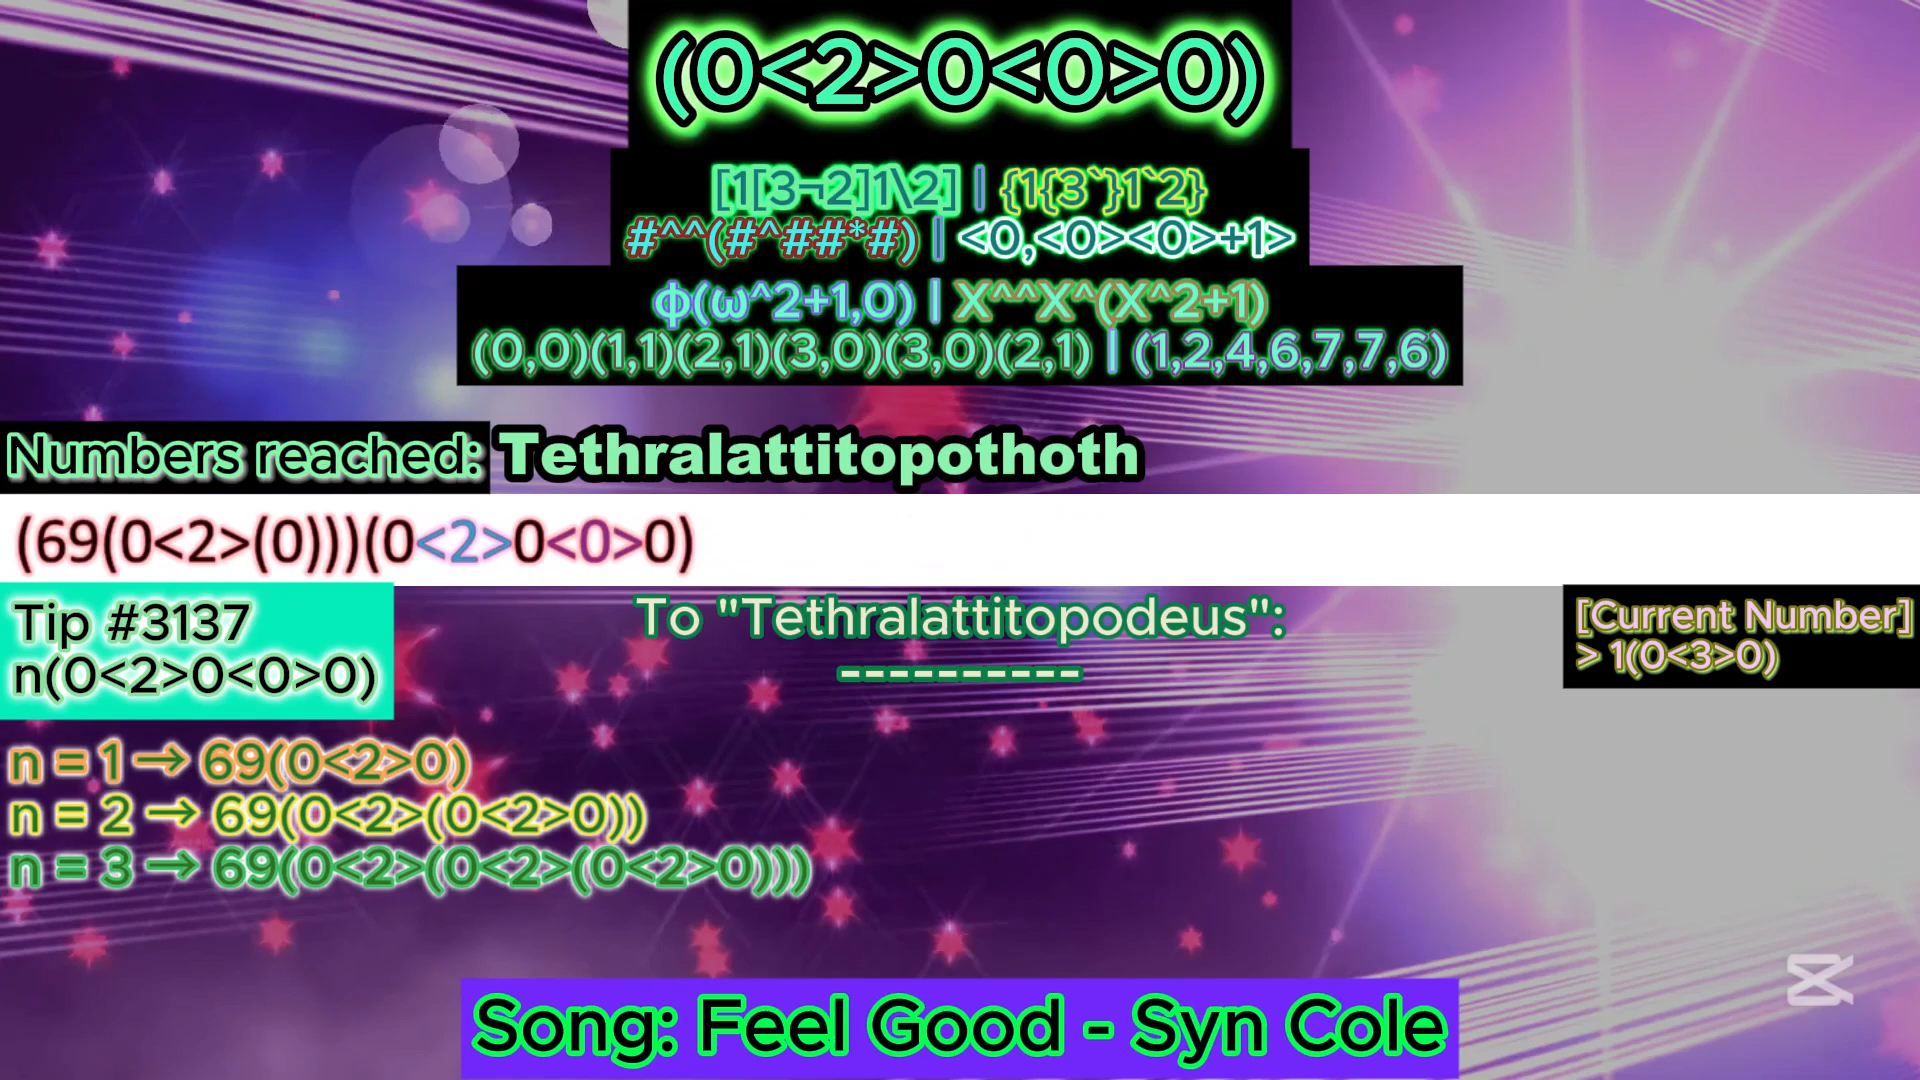 (0<2>0<0>0)
[1[3¬2]1\2] | {1{3`}1`2}
#^^(#^##*#) | <0,<0><0>+1>
φ(ω^2+1,0) | X^^X^(X^2+1)
(0,0)(1,1)(2,1)(3,0)(3,0)(2,1) | (1,2,4,6,7,7,6)
Numbers reached: Tethralattitopothoth
(69(0<2>(0)))(0<2>0<0>0)
Tip #3137
n(0<2>0<0>0)
To "Tethralattitopodeus":
----------
[Current Number]
> 1(0<3>0)
n = 1 → 69(0<2>0)
n = 2 → 69(0<2>(0<2>0))
n = 3 → 69(0<2>(0<2>(0<2>0)))
Song: Feel Good - Syn Cole